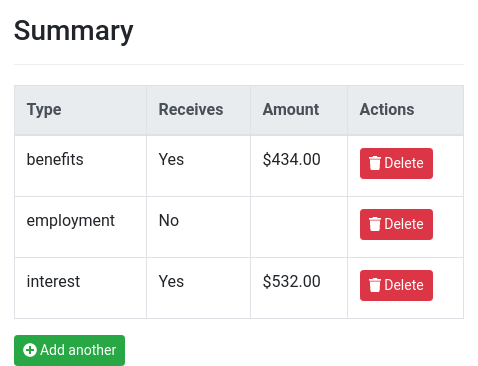 Summary
Type Receives Amount Actions
benefits Yes $434.00 Delete
employment No Delete
interest Yes $532.00 Delete
Add another